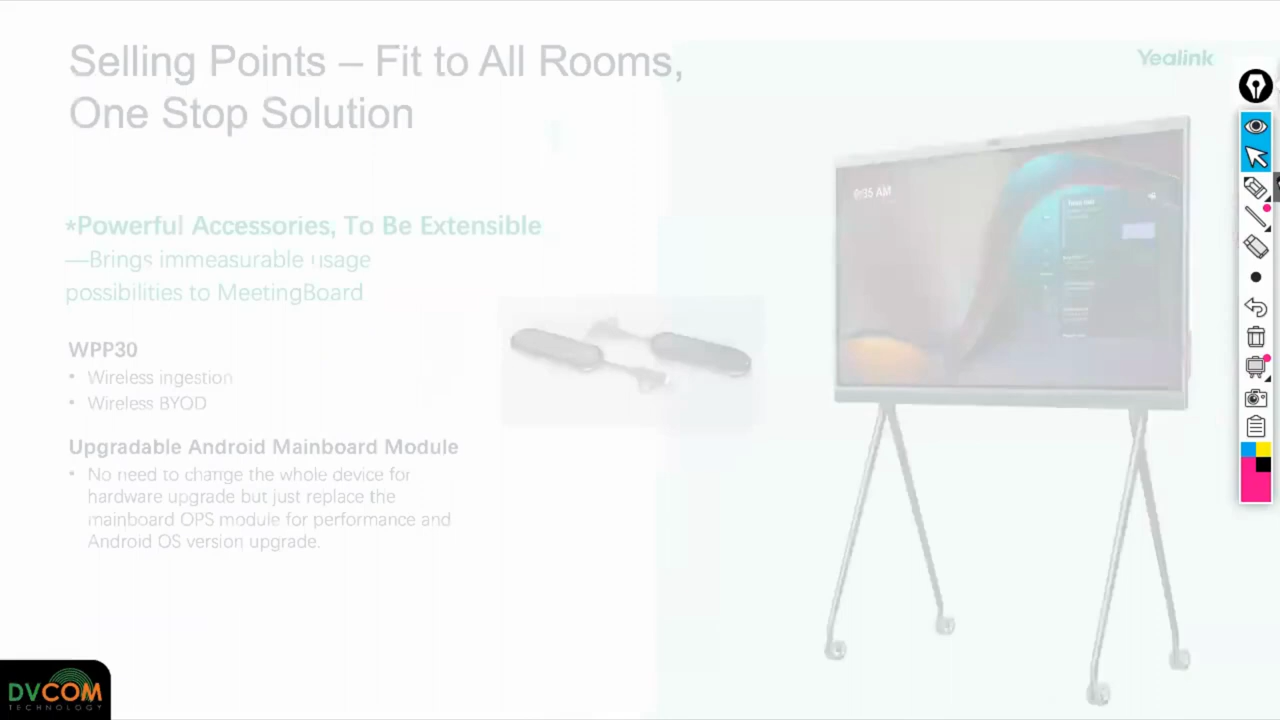 Selling Points – Fit to All Rooms,
One Stop Solution
Yealink
9:35 AM
*Powerful Accessories, To Be Extensible
—Brings immeasurable usage
possibilities to MeetingBoard
WPP30
• Wireless ingestion
• Wireless BYOD
Upgradable Android Mainboard Module
• No need to change the whole device for
hardware upgrade but just replace the
mainboard OPS module for performance and
Android OS version upgrade.
DVCOM
TECHNOLOGY